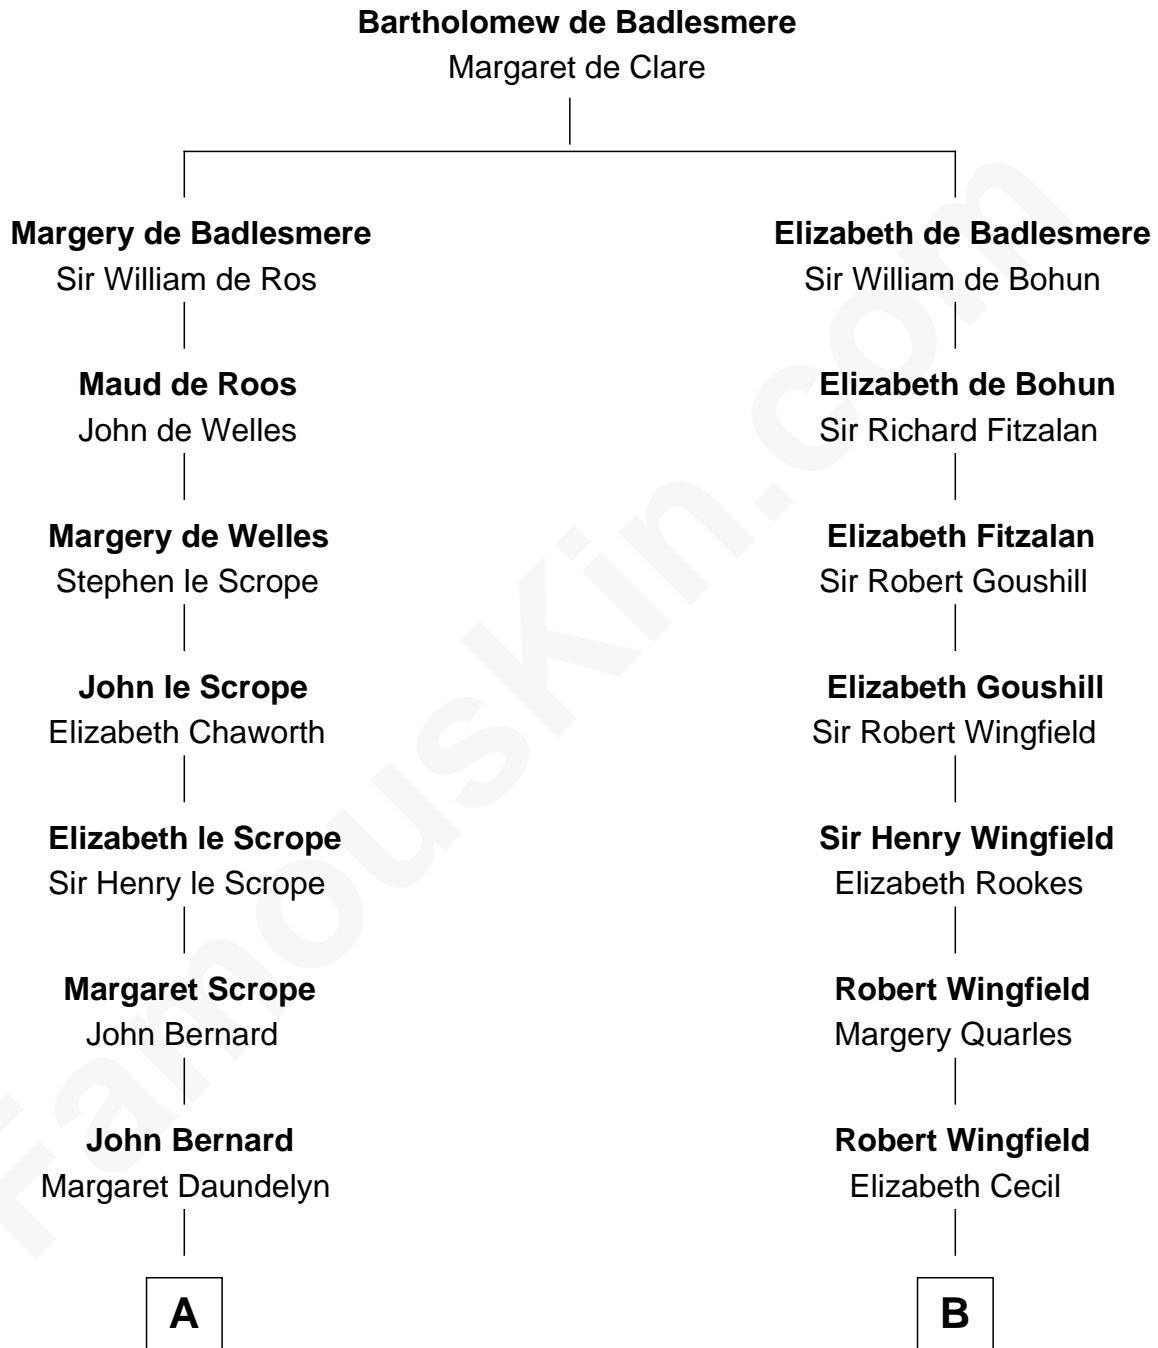 Bartholomew de Badlesmere
Margaret de Clare
Margery de Badlesmere
Sir William de Ros
Elizabeth de Badlesmere
Sir William de Bohun
Maud de Roos
John de Welles
Elizabeth de Bohun
Sir Richard Fitzalan
Margery de Welles
Stephen le Scrope
Elizabeth Fitzalan
Sir Robert Goushill
John le Scrope
Elizabeth Chaworth
Elizabeth Goushill
Sir Robert Wingfield
Elizabeth le Scrope
Sir Henry le Scrope
Sir Henry Wingfield
Elizabeth Rookes
Margaret Scrope
John Bernard
Robert Wingfield
Margery Quarles
John Bernard
Margaret Daundelyn
Robert Wingfield
Elizabeth Cecil
A
B
FamousKin.com